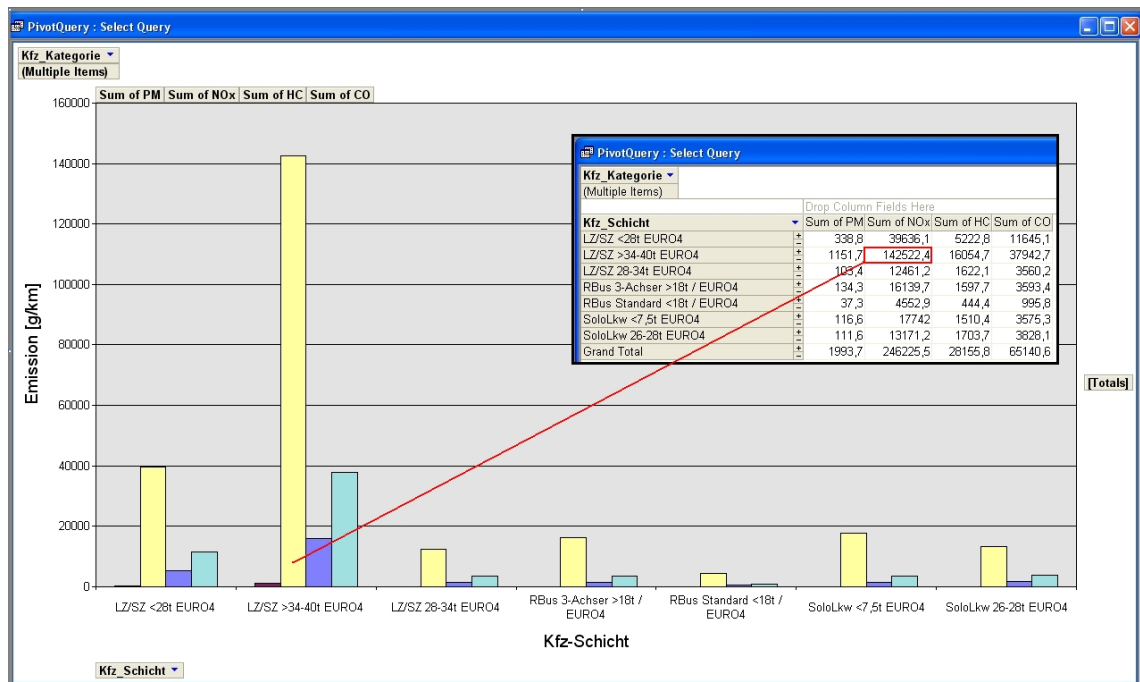 PivotQuery : Select Query
Kfz_Kategorie
(Multiple Items)
Sum of PM Sum of NOx Sum of HC Sum of CO
160000
140000
120000
100000
80000
60000
40000
20000
0
Emission [g/km]
PivotQuery : Select Query
Kfz_Kategorie
(Multiple Items)
Drop Column Fields Here
Kfz_Schicht Sum of PM Sum of NOx Sum of HC Sum of CO
LZ/SZ <28t EURO4 338,8 39636,1 5222,8 11645,1
LZ/SZ >34-40t EURO4 1151,7 142522,4 16054,7 37942,7
LZ/SZ 28-34t EURO4 103,4 12461,2 1622,1 3560,2
RBus 3-Achser >18t / EURO4 134,3 16139,7 1597,7 3593,4
RBus Standard <18t / EURO4 37,3 4552,9 444,4 995,8
SoloLkw <7,5t EURO4 116,6 17742 1510,4 3575,3
SoloLkw 26-28t EURO4 111,6 13171,2 1703,7 3828,1
Grand Total 1993,7 246225,5 28155,8 65140,6
[Totals]
LZ/SZ <28t EURO4
LZ/SZ >34-40t EURO4
LZ/SZ 28-34t EURO4
RBus 3-Achser >18t /
EURO4
RBus Standard <18t /
EURO4
SoloLkw <7,5t EURO4
SoloLkw 26-28t EURO4
Kfz-Schicht
Kfz_Schicht